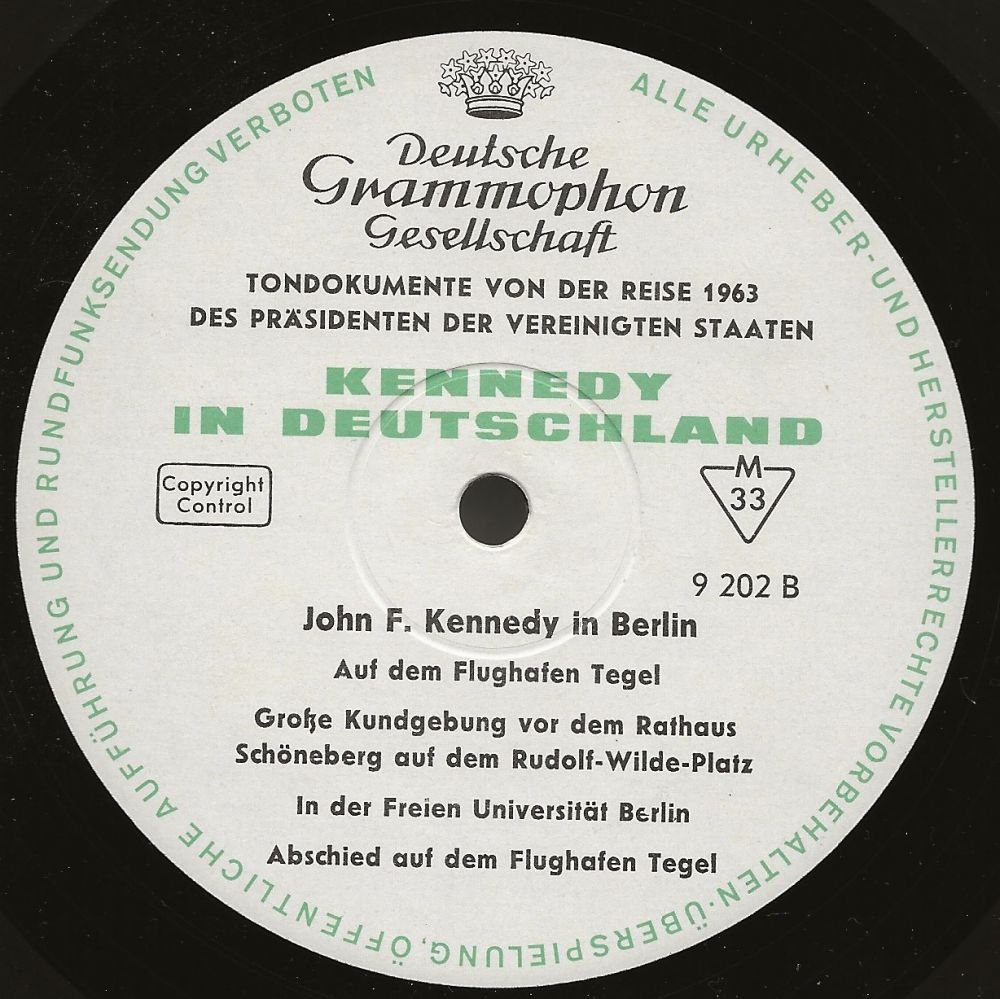 Deutsche
Grammophon
Gesellschaft
TONDOKUMENTE VON DER REISE 1963
DES PRÄSIDENTEN DER VEREINIGTEN STAATEN
KENNEDY
IN DEUTSCHLAND
Copyright
Control
M
33
9 202 B
John F. Kennedy in Berlin
Auf dem Flughafen Tegel
Große Kundgebung vor dem Rathaus
Schöneberg auf dem Rudolf-Wilde-Platz
In der Freien Universität Berlin
Abschied auf dem Flughafen Tegel
ALLE URHEBER-UND HERSTELLERRECHTE VORBEHALTEN·ÜBERSPIELUNG, ÖFFENTLICHE AUFFÜHRUNG UND RUNDFUNKSENDUNG VERBOTEN